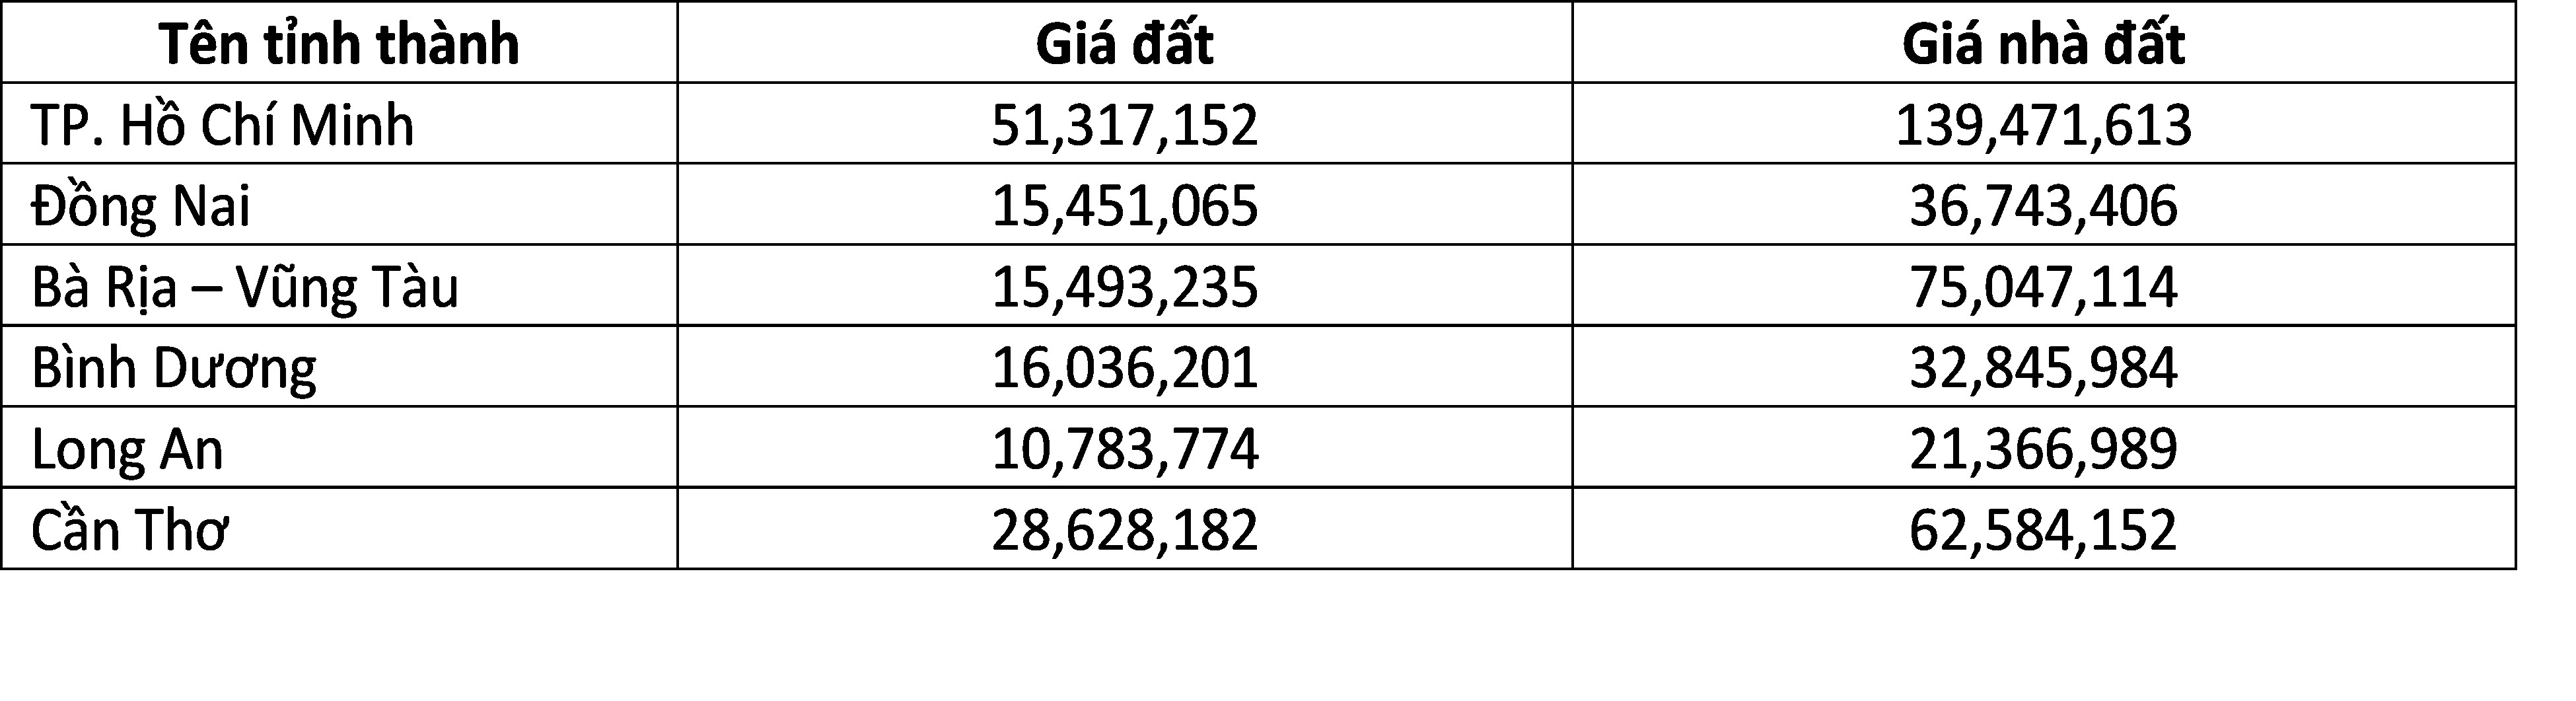 Tên tỉnh thành Giá đất Giá nhà đất
TP. Hồ Chí Minh 51,317,152 139,471,613
Đồng Nai 15,451,065 36,743,406
Bà Rịa – Vũng Tàu 15,493,235 75,047,114
Bình Dương 16,036,201 32,845,984
Long An 10,783,774 21,366,989
Cần Thơ 28,628,182 62,584,152